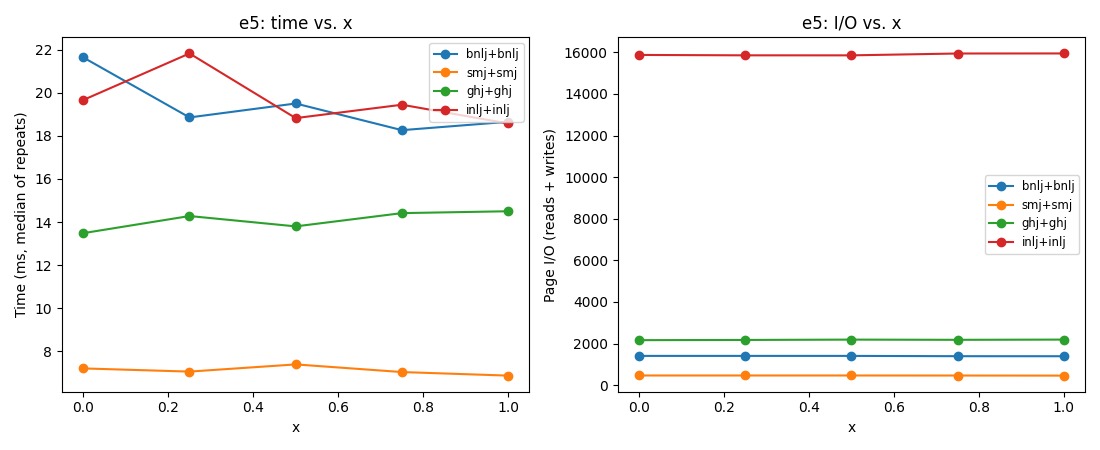 e5: time vs. x
Time (ms, median of repeats)
22
20
18
16
14
12
10
8
0.0
0.2
0.4
0.6
0.8
1.0
x
bnlj+bnlj
smj+smj
ghj+ghj
inlj+inlj
e5: I/O vs. x
Page I/O (reads + writes)
16000
14000
12000
10000
8000
6000
4000
2000
0
0.0
0.2
0.4
0.6
0.8
1.0
x
bnlj+bnlj
smj+smj
ghj+ghj
inlj+inlj